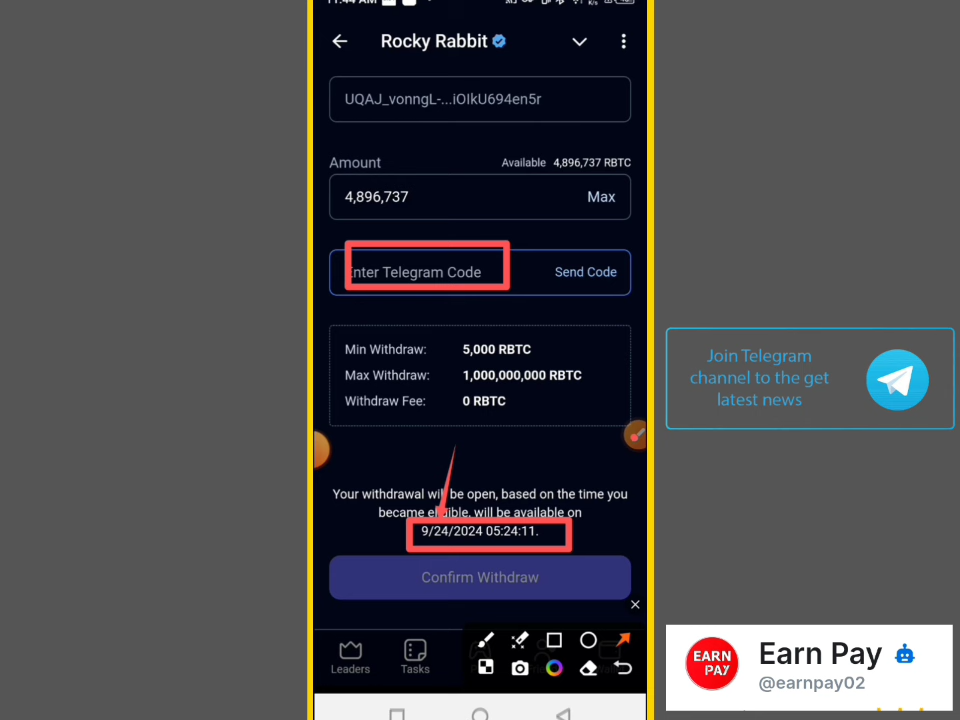 11:44 AM
Rocky Rabbit
UQAJ_vonngL-...iOIkU694en5r
Amount
Available 4,896,737 RBTC
4,896,737
Max
Enter Telegram Code
Send Code
Min Withdraw: 5,000 RBTC
Max Withdraw: 1,000,000,000 RBTC
Withdraw Fee: 0 RBTC
Your withdrawal will be open, based on the time you
became eligible, will be available on
9/24/2024 05:24:11.
Confirm Withdraw
Leaders
Tasks
Join Telegram
channel to the get
latest news
EARN
PAY
Earn Pay
@earnpay02